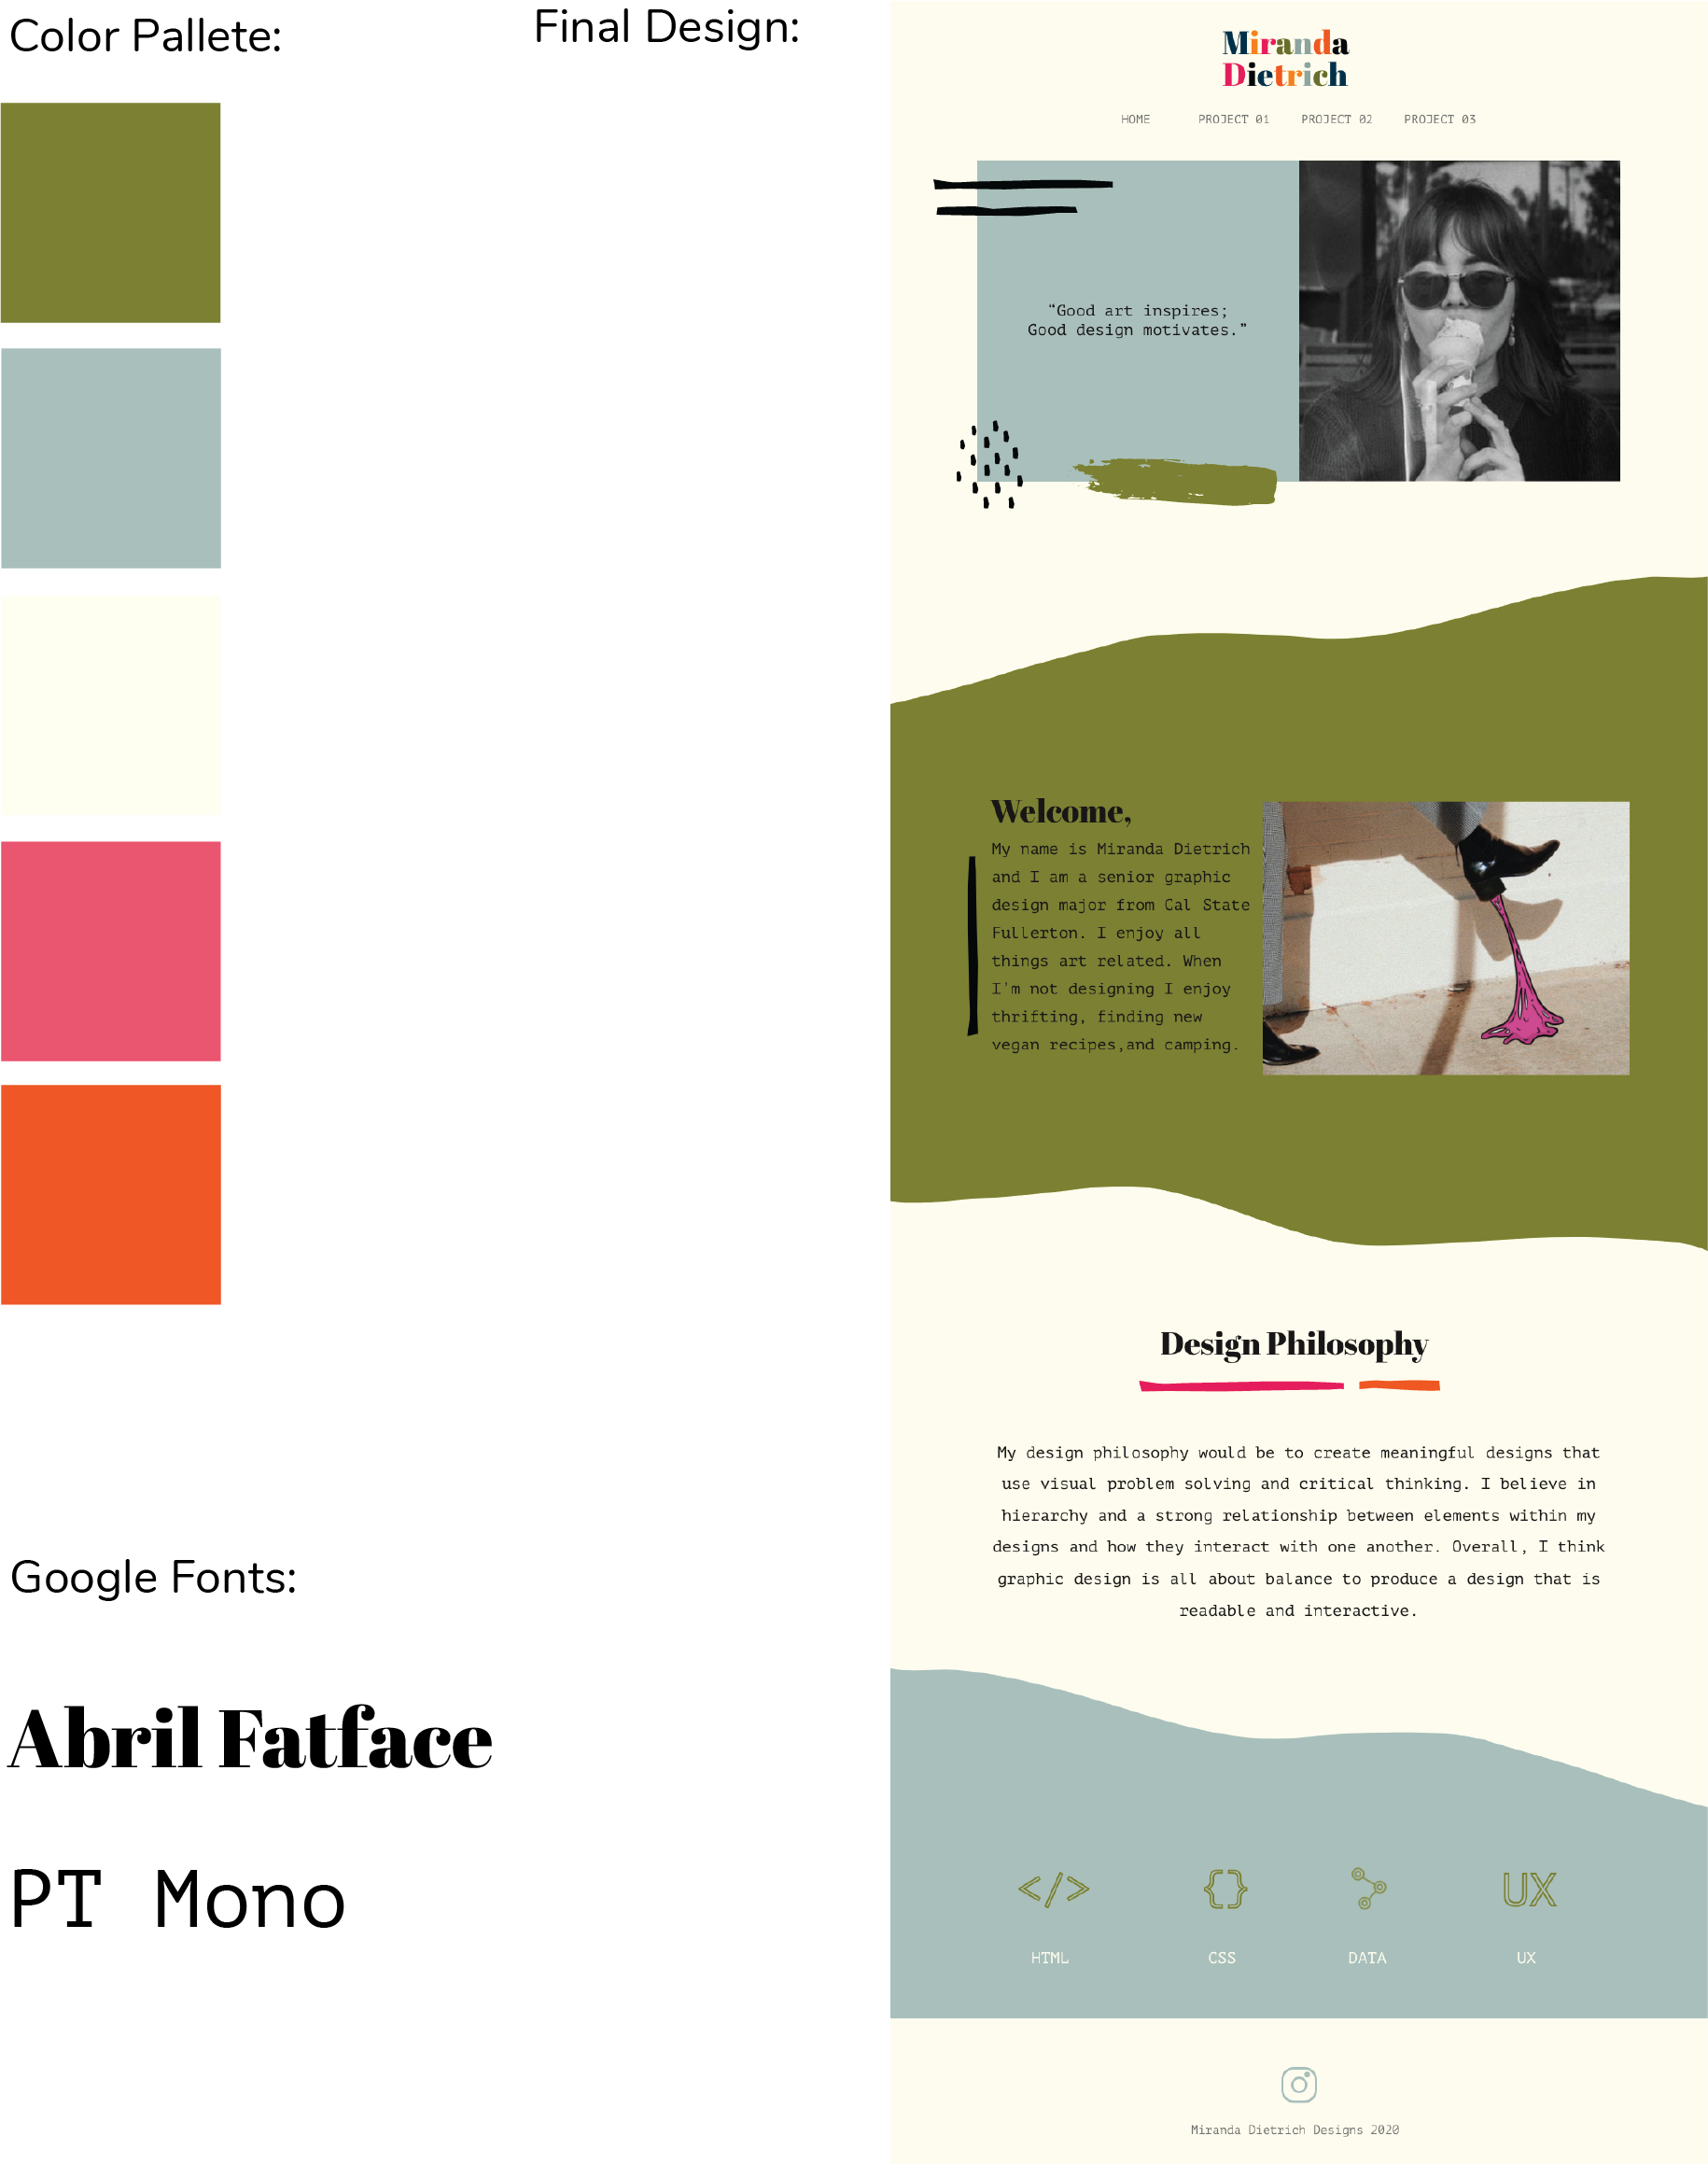 Color Pallete:
Final Design:
Google Fonts:
Abril Fatface
PT Mono
Miranda
Dietrich
HOME PROJECT 01 PROJECT 02 PROJECT 03
“Good art inspires;
Good design motivates.”
Welcome,
My name is Miranda Dietrich
and I am a senior graphic
design major from Cal State
Fullerton. I enjoy all
things art related. When
I'm not designing I enjoy
thrifting, finding new
vegan recipes,and camping.
Design Philosophy
My design philosophy would be to create meaningful designs that
use visual problem solving and critical thinking. I believe in
hierarchy and a strong relationship between elements within my
designs and how they interact with one another. Overall, I think
graphic design is all about balance to produce a design that is
readable and interactive.
</> {} UX
HTML CSS DATA UX
Miranda Dietrich Designs 2020